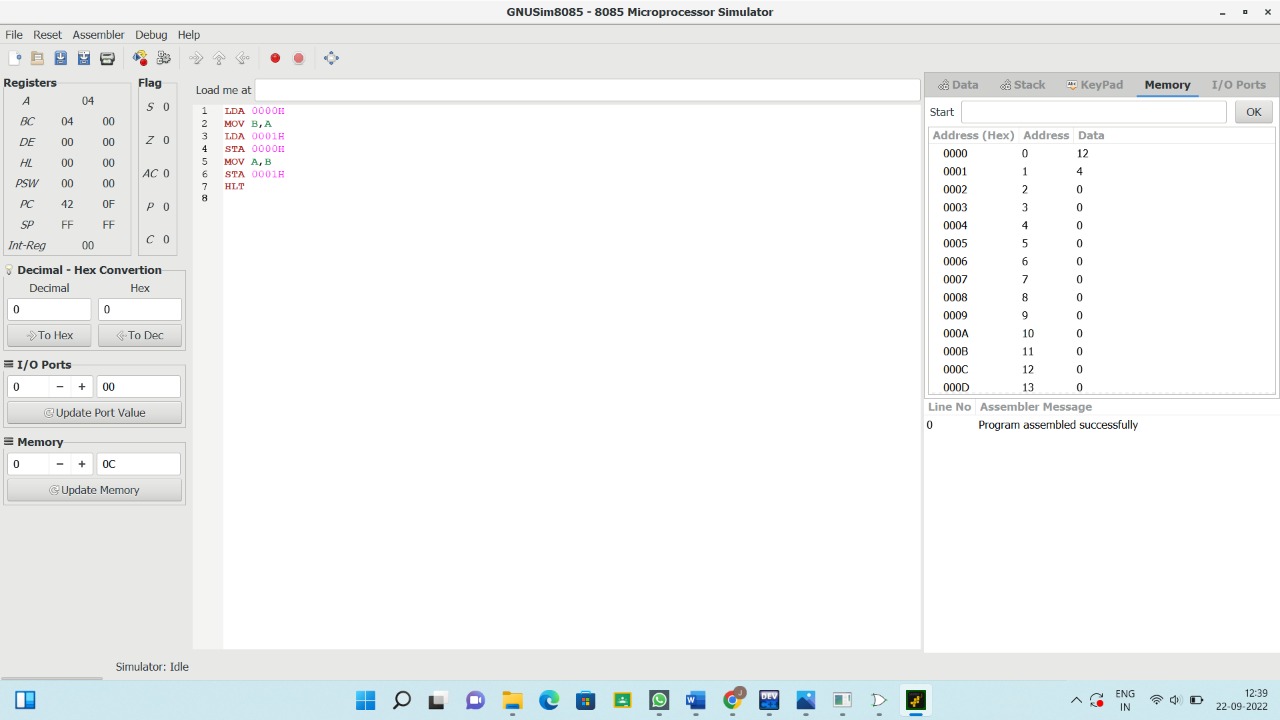 GNUSim8085 - 8085 Microprocessor Simulator
File Reset Assembler Debug Help
Registers
A 04
BC 04 00
DE 00 00
HL 00 00
PSW 00 00
PC 42 0F
SP FF FF
Int-Reg 00
Flag
S 0
Z 0
AC 0
P 0
C 0
Decimal - Hex Convertion
Decimal Hex
0 0
To Hex To Dec
I/O Ports
0 − + 00
Update Port Value
Memory
0 − + 0C
Update Memory
Load me at
1 LDA 0000H
2 MOV B,A
3 LDA 0001H
4 STA 0000H
5 MOV A,B
6 STA 0001H
7 HLT
8
Data Stack KeyPad Memory I/O Ports
Start OK
Address (Hex) Address Data
0000 0 12
0001 1 4
0002 2 0
0003 3 0
0004 4 0
0005 5 0
0006 6 0
0007 7 0
0008 8 0
0009 9 0
000A 10 0
000B 11 0
000C 12 0
000D 13 0
Line No Assembler Message
0 Program assembled successfully
Simulator: Idle
DEV
ENG
IN
12:39
22-09-2022